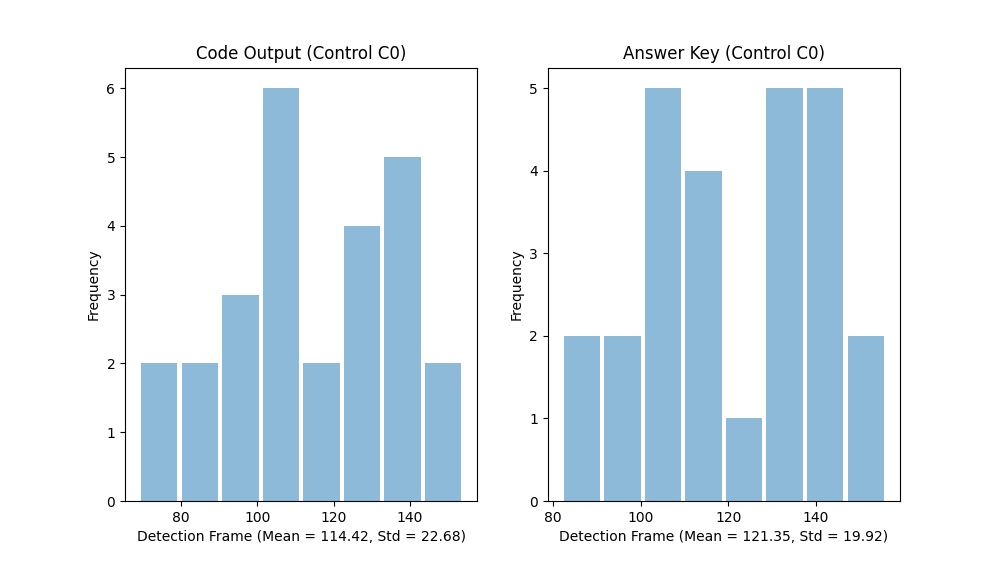 Code Output (Control C0)
6
5
4
3
2
1
0
Frequency
80 100 120 140
Detection Frame (Mean = 114.42, Std = 22.68)
Answer Key (Control C0)
5
4
3
2
1
0
Frequency
80 100 120 140
Detection Frame (Mean = 121.35, Std = 19.92)